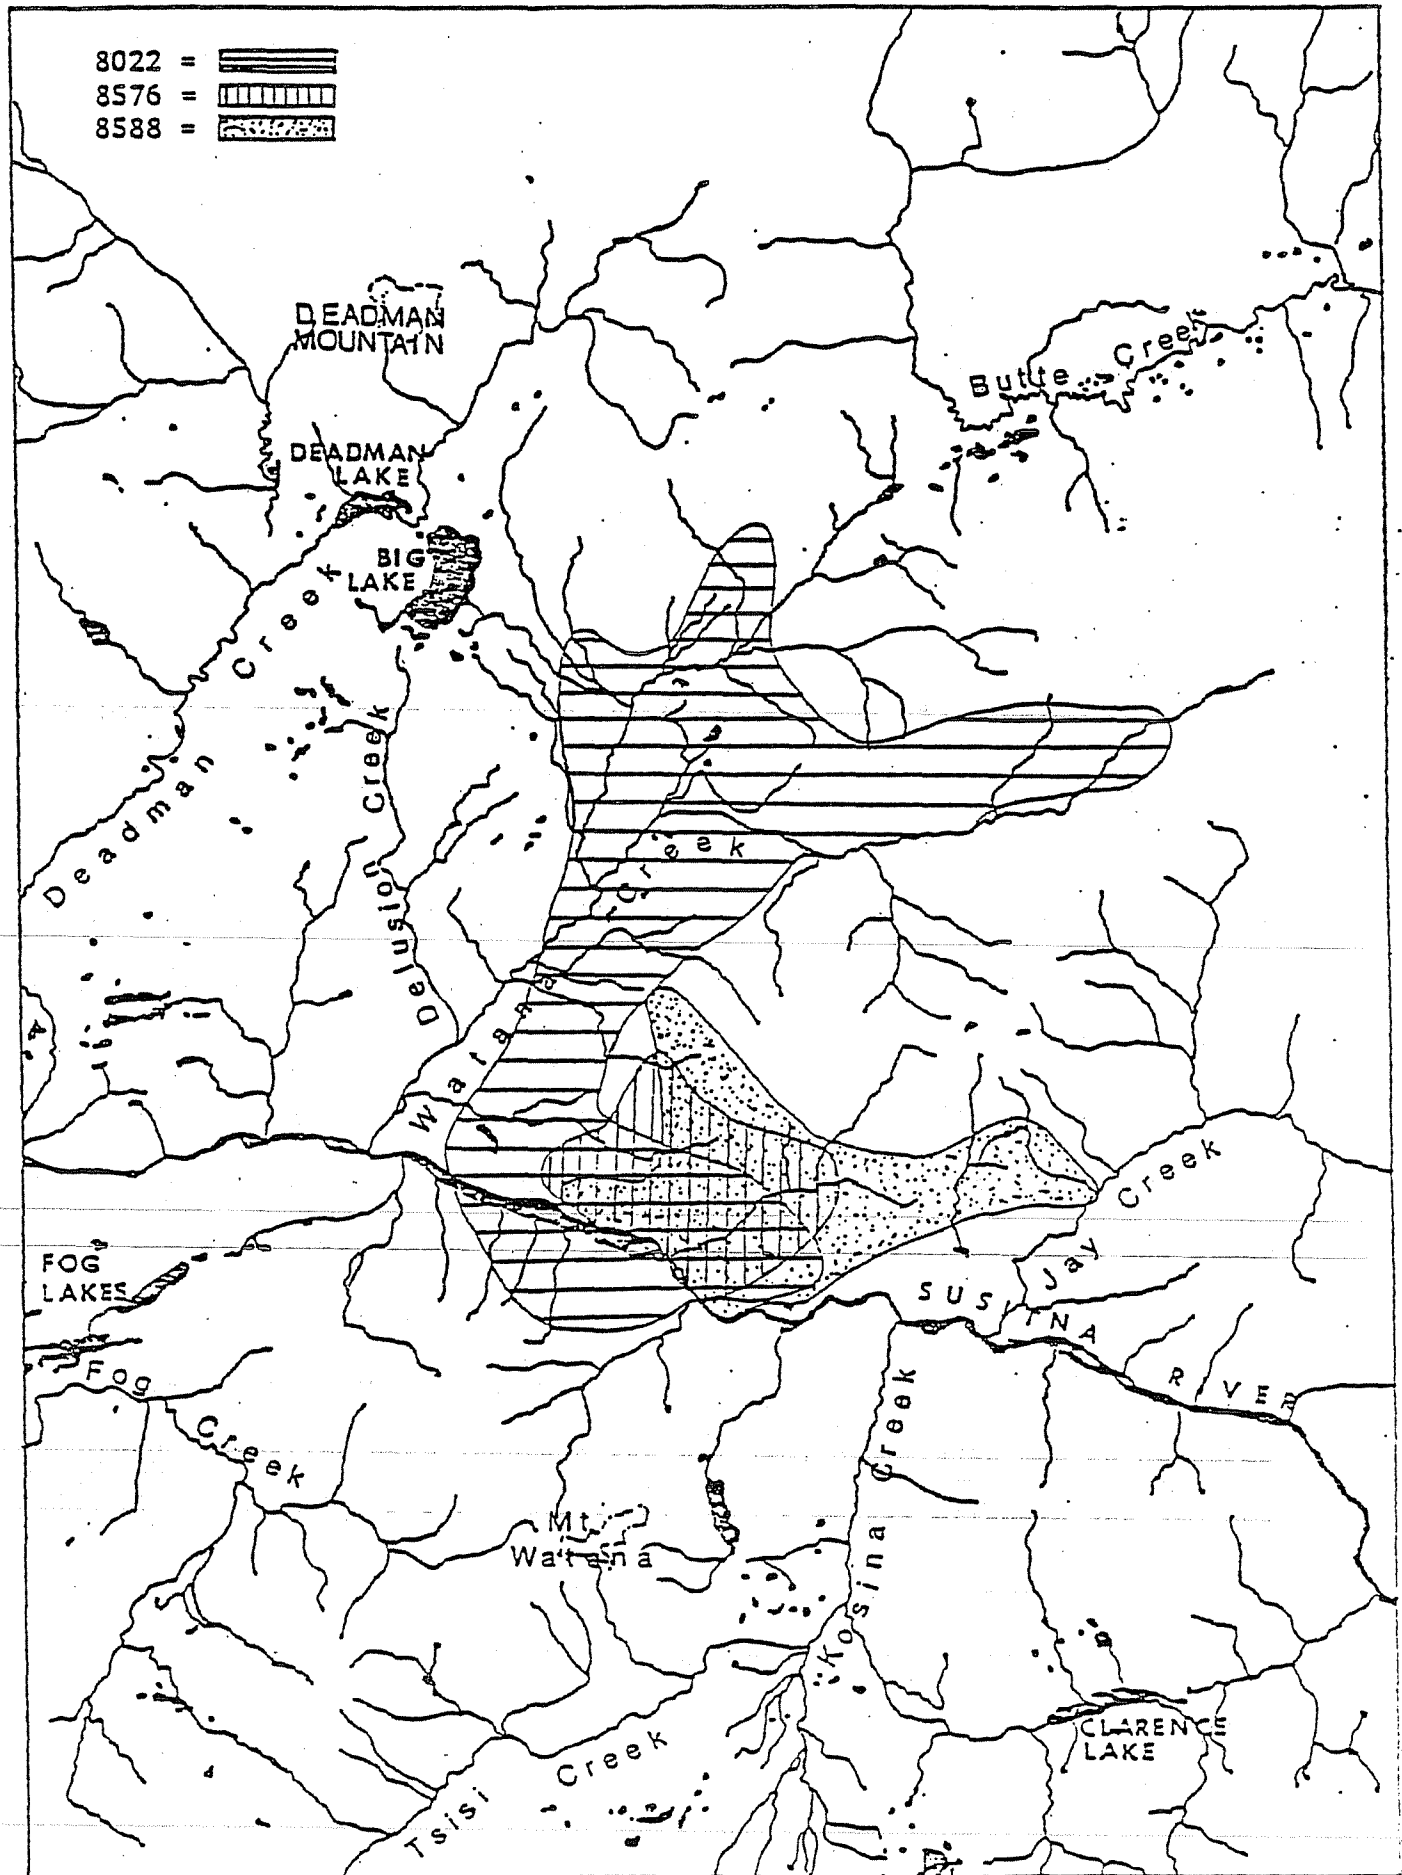 8022 =
8576 =
8588 =
DEADMAN
MOUNTAIN
Butte Creek
DEADMAN
LAKE
BIG
LAKE
Deadman Creek
Delusion Creek
Watana Creek
Jay Creek
FOG
LAKES
SUSITNA RIVER
Fog Creek
Kosina Creek
Mt
Watana
CLARENCE
LAKE
Tsisi Creek